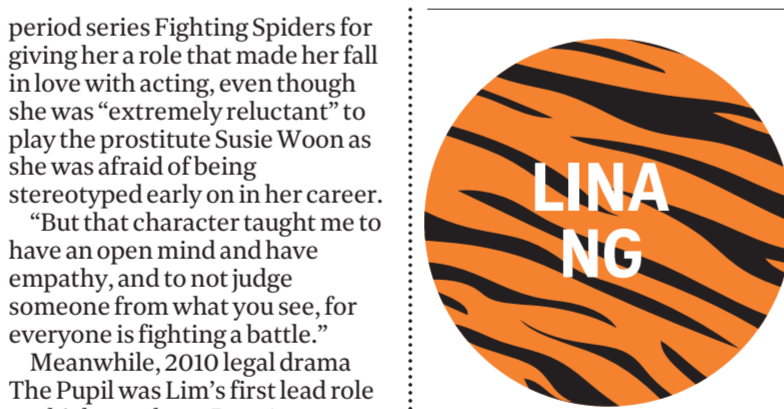 period series Fighting Spiders for
giving her a role that made her fall
in love with acting, even though
she was “extremely reluctant” to
play the prostitute Susie Woon as
she was afraid of being
stereotyped early on in her career.
“But that character taught me to
have an open mind and have
empathy, and to not judge
someone from what you see, for
everyone is fighting a battle.”
Meanwhile, 2010 legal drama
The Pupil was Lim’s first lead role
LINA
NG